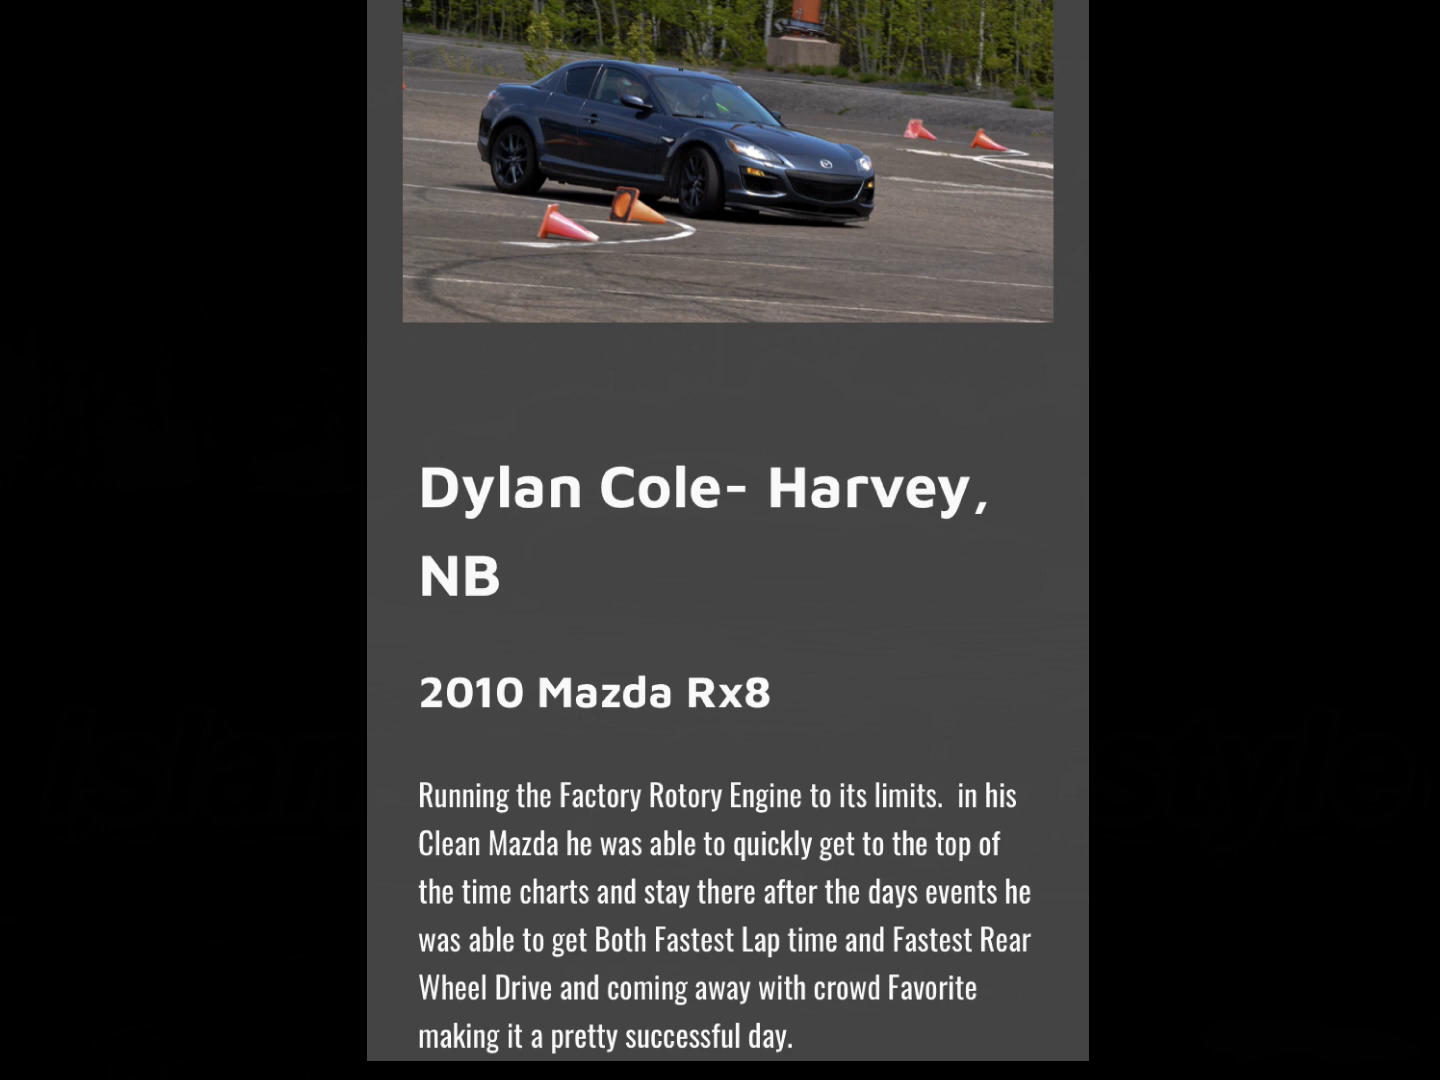 Dylan Cole- Harvey,
NB
2010 Mazda Rx8
Running the Factory Rotory Engine to its limits.  in his
Clean Mazda he was able to quickly get to the top of
the time charts and stay there after the days events he
was able to get Both Fastest Lap time and Fastest Rear
Wheel Drive and coming away with crowd Favorite
making it a pretty successful day.